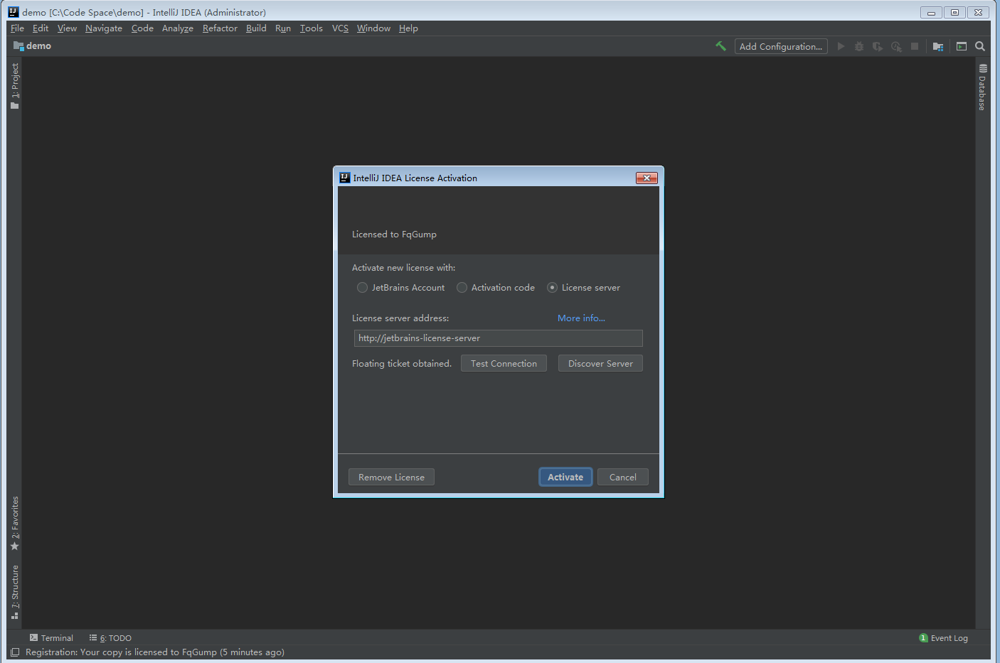 demo [C:\Code Space\demo] - IntelliJ IDEA (Administrator)
File Edit View Navigate Code Analyze Refactor Build Run Tools VCS Window Help
demo
Add Configuration...
1: Project
Database
IntelliJ IDEA License Activation
Licensed to FqGump
Activate new license with:
JetBrains Account Activation code License server
License server address: More info...
http://jetbrains-license-server
Floating ticket obtained. Test Connection Discover Server
Remove License Activate Cancel
2: Favorites
7: Structure
Terminal 6: TODO 1 Event Log
Registration: Your copy is licensed to FqGump (5 minutes ago)